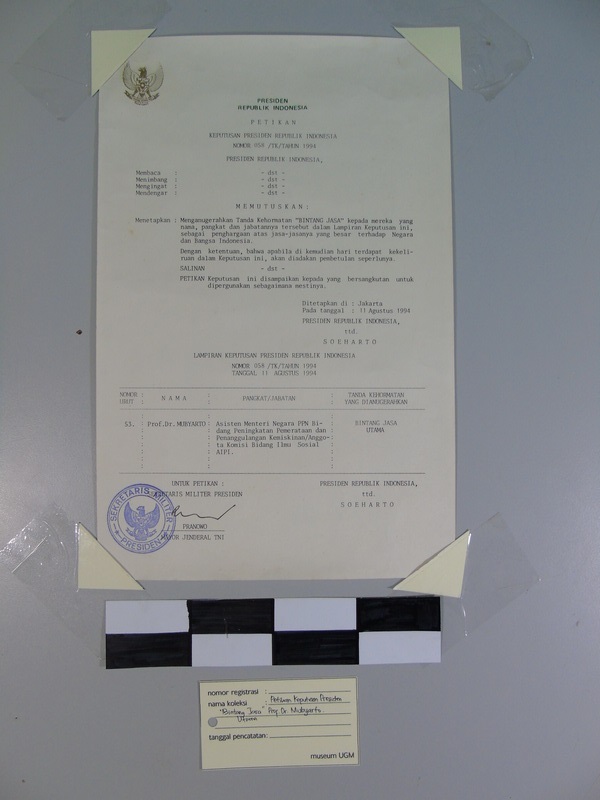 PRESIDEN
REPUBLIK INDONESIA
PETIKAN
KEPUTUSAN PRESIDEN REPUBLIK INDONESIA
NOMOR 058 /TK/TAHUN 1994
PRESIDEN REPUBLIK INDONESIA,
Membaca : - dst -
Menimbang : - dst -
Mengingat : - dst -
Mendengar : - dst -
MEMUTUSKAN:
Menetapkan : Menganugerahkan Tanda Kehormatan "BINTANG JASA" kepada mereka yang
nama, pangkat dan jabatannya tersebut dalam Lampiran Keputusan ini,
sebagai penghargaan atas jasa-jasanya yang besar terhadap Negara
dan Bangsa Indonesia.
Dengan ketentuan, bahwa apabila di kemudian hari terdapat kekeli-
ruan dalam Keputusan ini, akan diadakan pembetulan seperlunya.
SALINAN - dst -
PETIKAN Keputusan ini disampaikan kepada yang bersangkutan untuk
dipergunakan sebagaimana mestinya.
Ditetapkan di : Jakarta
Pada tanggal : 11 Agustus 1994
PRESIDEN REPUBLIK INDONESIA,
ttd.
SOEHARTO
LAMPIRAN KEPUTUSAN PRESIDEN REPUBLIK INDONESIA
NOMOR 058 /TK/TAHUN 1994
TANGGAL 11 AGUSTUS 1994
NOMOR : NAMA : PANGKAT/JABATAN : TANDA KEHORMATAN
URUT : YANG DIANUGERAHKAN
53. : Prof.Dr.MUBYARTO : Asisten Menteri Negara PPN Bi- : BINTANG JASA
dang Peningkatan Pemerataan dan : UTAMA
Penanggulangan Kemiskinan/Anggo-
ta Komisi Bidang Ilmu Sosial
AIPI.
UNTUK PETIKAN :
SEKRETARIS MILITER PRESIDEN
PRANOWO
MAYOR JENDERAL TNI
PRESIDEN REPUBLIK INDONESIA,
ttd.
SOEHARTO
SEKRETARIS MILITER
PRESIDEN
nomor registrasi :
nama koleksi : Petikan Keputusan Presiden
"Bintang Jasa" Prof. Dr. Mubyarto
Utama
tanggal pencatatan:
museum UGM